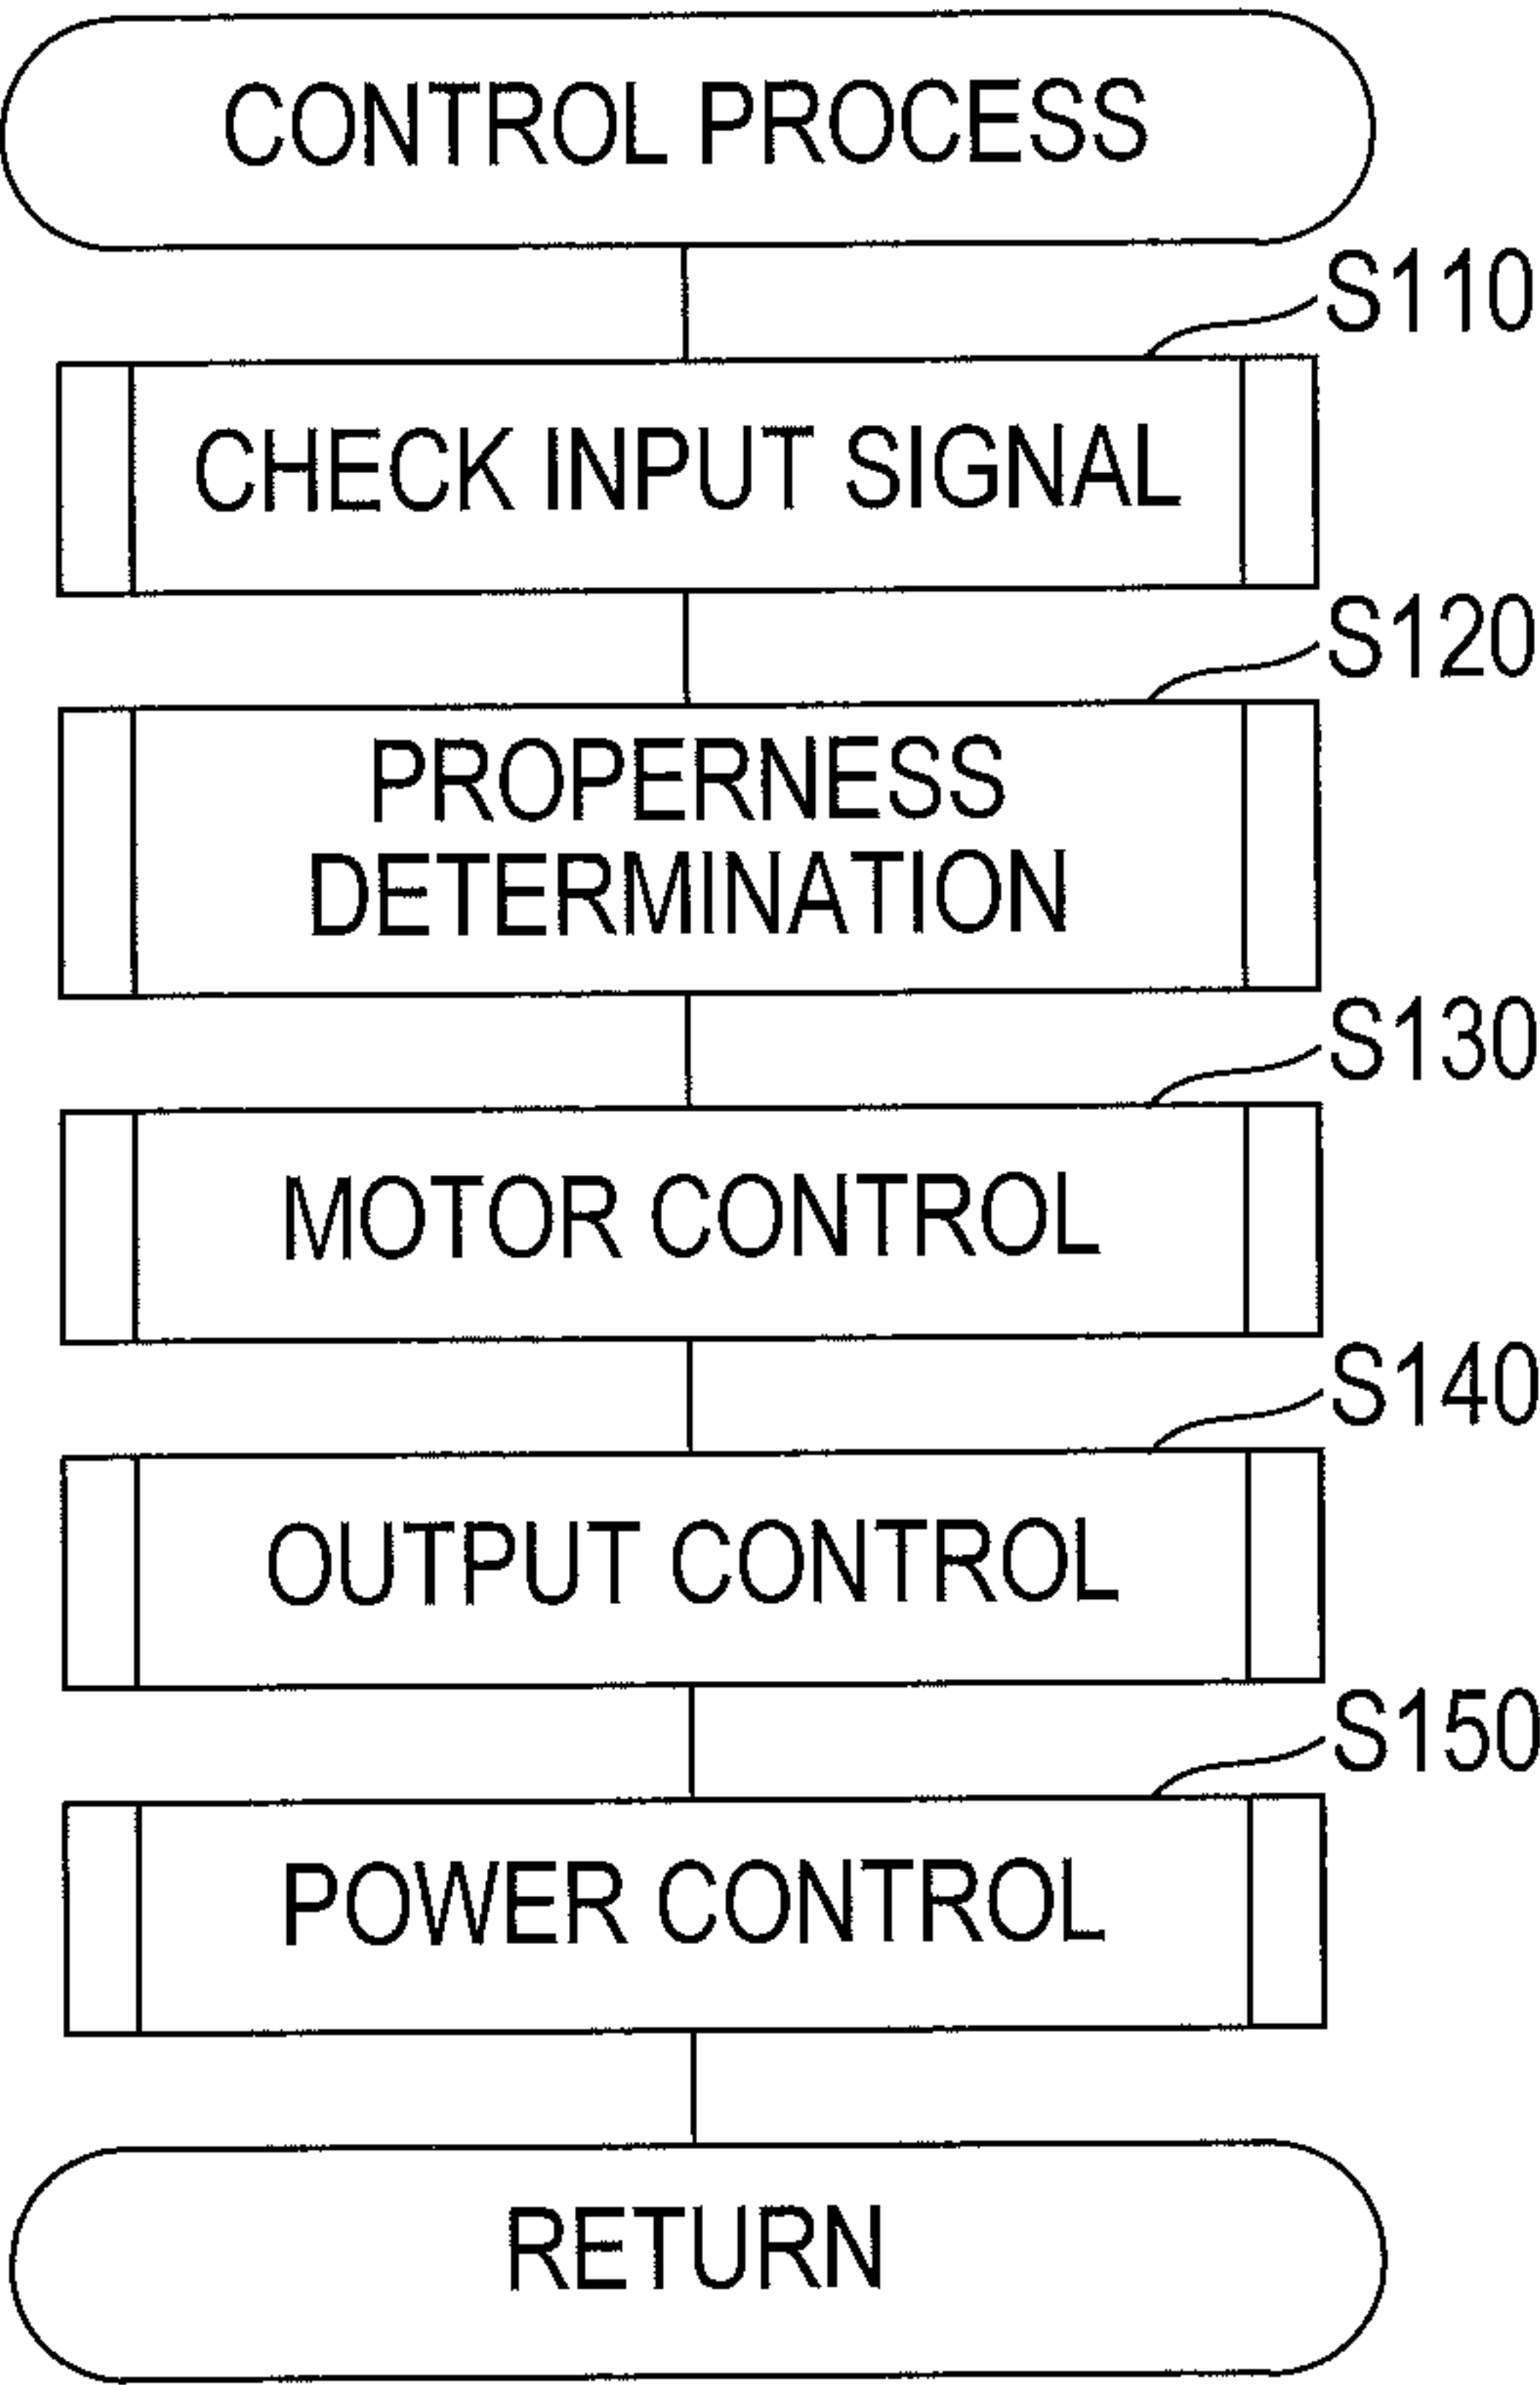 CONTROL PROCESS
S110
CHECK INPUT SIGNAL
S120
PROPERNESS
DETERMINATION
S130
MOTOR CONTROL
S140
OUTPUT CONTROL
S150
POWER CONTROL
RETURN